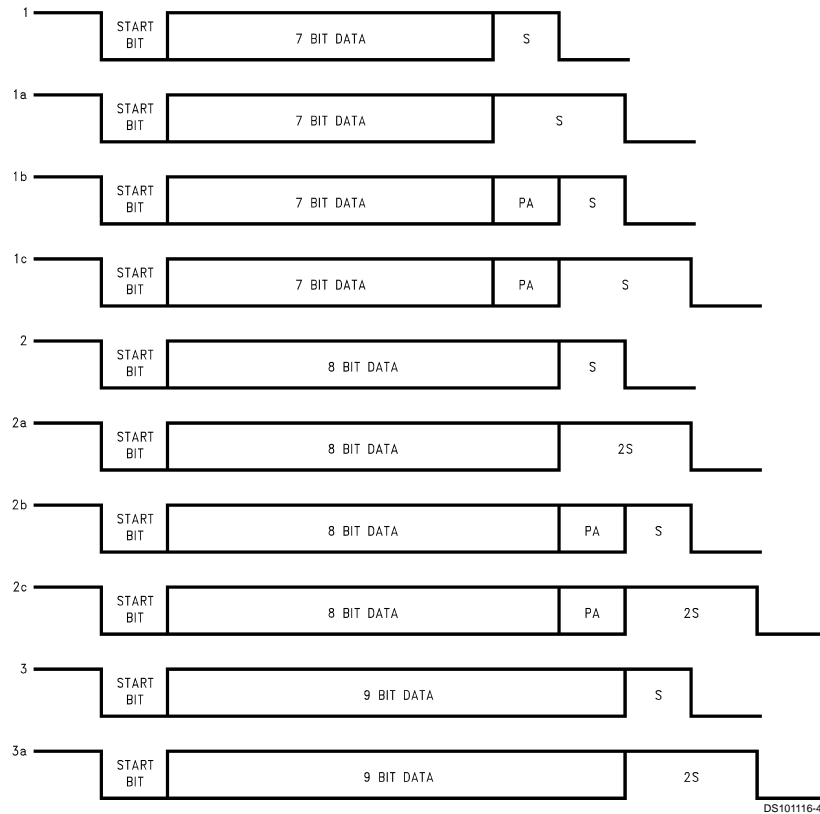 1 START BIT 7 BIT DATA S
1a START BIT 7 BIT DATA S
1b START BIT 7 BIT DATA PA S
1c START BIT 7 BIT DATA PA S
2 START BIT 8 BIT DATA S
2a START BIT 8 BIT DATA 2S
2b START BIT 8 BIT DATA PA S
2c START BIT 8 BIT DATA PA 2S
3 START BIT 9 BIT DATA S
3a START BIT 9 BIT DATA 2S
DS101116-4